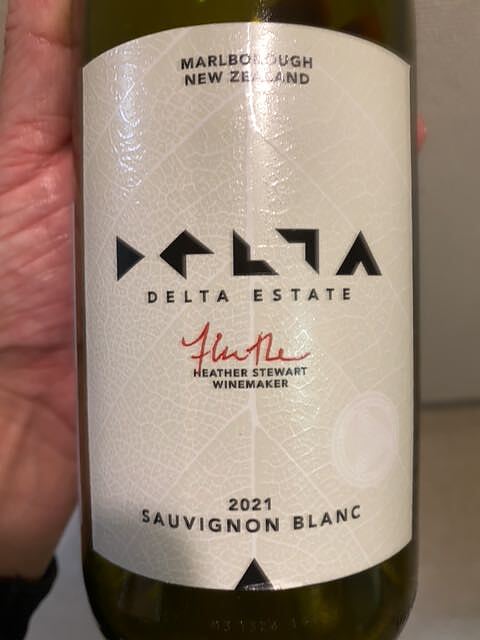 MARLBOROUGH
NEW ZEALAND
DELTA
DELTA ESTATE
HEATHER STEWART
WINEMAKER
2021
SAUVIGNON BLANC